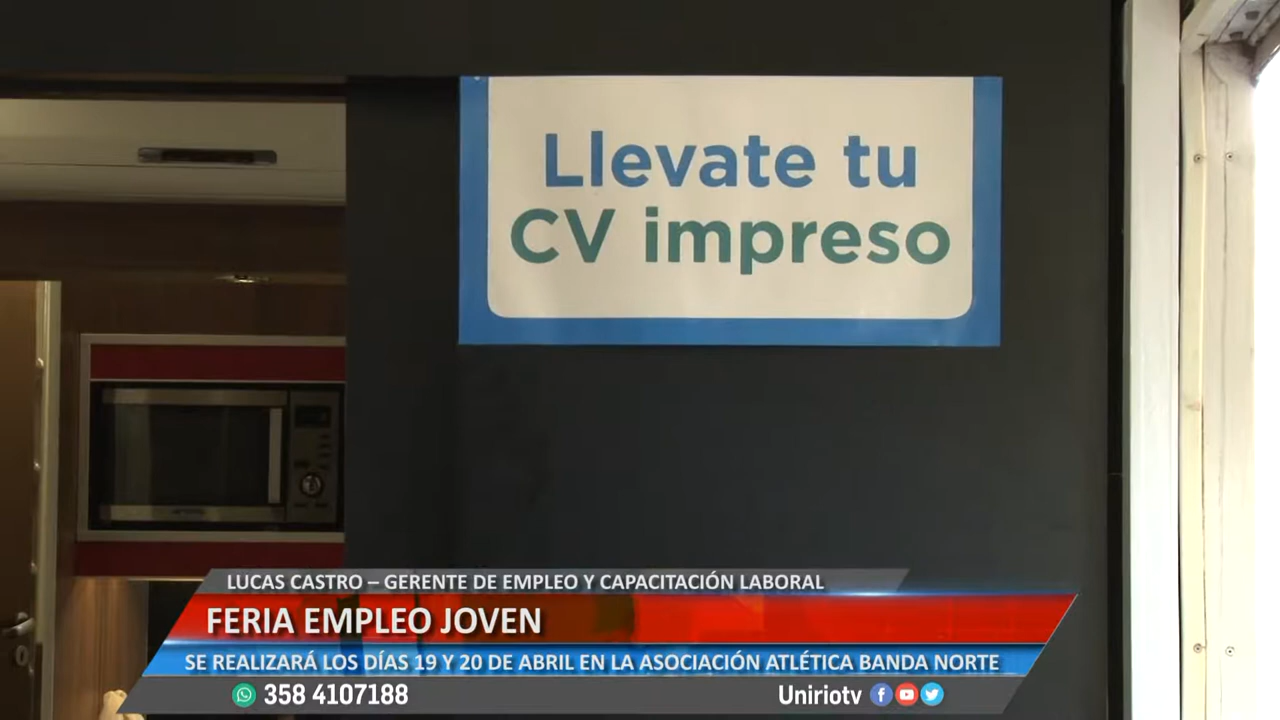 Llevate tu
CV impreso
LUCAS CASTRO – GERENTE DE EMPLEO Y CAPACITACIÓN LABORAL
FERIA EMPLEO JOVEN
SE REALIZARÁ LOS DÍAS 19 Y 20 DE ABRIL EN LA ASOCIACIÓN ATLÉTICA BANDA NORTE
358 4107188 Uniriotv